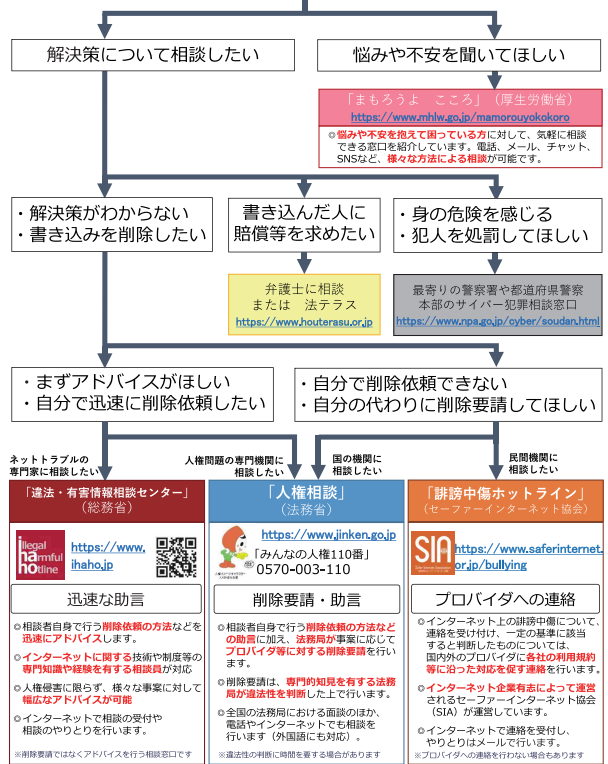 解決策について相談したい
悩みや不安を聞いてほしい
「まもろうよ　こころ」（厚生労働省）
https://www.mhlw.go.jp/mamorouyokokoro
◎悩みや不安を抱えて困っている方に対して、気軽に相談
できる窓口を紹介しています。電話、メール、チャット、
SNSなど、様々な方法による相談が可能です。
・解決策がわからない
・書き込みを削除したい
書き込んだ人に
賠償等を求めたい
・身の危険を感じる
・犯人を処罰してほしい
弁護士に相談
または　法テラス
https://www.houterasu.or.jp
最寄りの警察署や都道府県警察
本部のサイバー犯罪相談窓口
https://www.npa.go.jp/cyber/soudan.html
・まずアドバイスがほしい
・自分で迅速に削除依頼したい
・自分で削除依頼できない
・自分の代わりに削除要請してほしい
ネットトラブルの
専門家に相談したい
人権問題の専門機関に
相談したい
国の機関に
相談したい
民間機関に
相談したい
「違法・有害情報相談センター」
（総務省）
illegal
harmful
hotline
https://www.
ihaho.jp
迅速な助言
◎相談者自身で行う削除依頼の方法などを
迅速にアドバイスします。
◎インターネットに関する技術や制度等の
専門知識や経験を有する相談員が対応
◎人権侵害に限らず、様々な事案に対して
幅広なアドバイスが可能
◎インターネットで相談の受付や
相談のやりとりを行います。
※削除要請ではなくアドバイスを行う相談窓口です
「人権相談」
（法務省）
https://www.jinken.go.jp
「みんなの人権110番」
0570-003-110
削除要請・助言
◎相談者自身で行う削除依頼の方法など
の助言に加え、法務局が事案に応じて
プロバイダ等に対する削除要請を行い
ます。
◎削除要請は、専門的知見を有する法務
局が違法性を判断した上で行います。
◎全国の法務局における面談のほか、
電話やインターネットでも相談を
行います（外国語にも対応）。
※違法性の判断に時間を要する場合があります
「誹謗中傷ホットライン」
（セーファーインターネット協会）
SIA
https://www.saferinternet.
or.jp/bullying
プロバイダへの連絡
◎インターネット上の誹謗中傷について、
連絡を受け付け、一定の基準に該当
すると判断したものについては、
国内外のプロバイダに各社の利用規約
等に沿った対応を促す連絡を行います。
◎インターネット企業有志によって運営
されるセーファーインターネット協会
（SIA）が運営しています。
◎インターネットで連絡を受付し、
やりとりはメールで行います。
※プロバイダへの連絡を行わない場合もあります